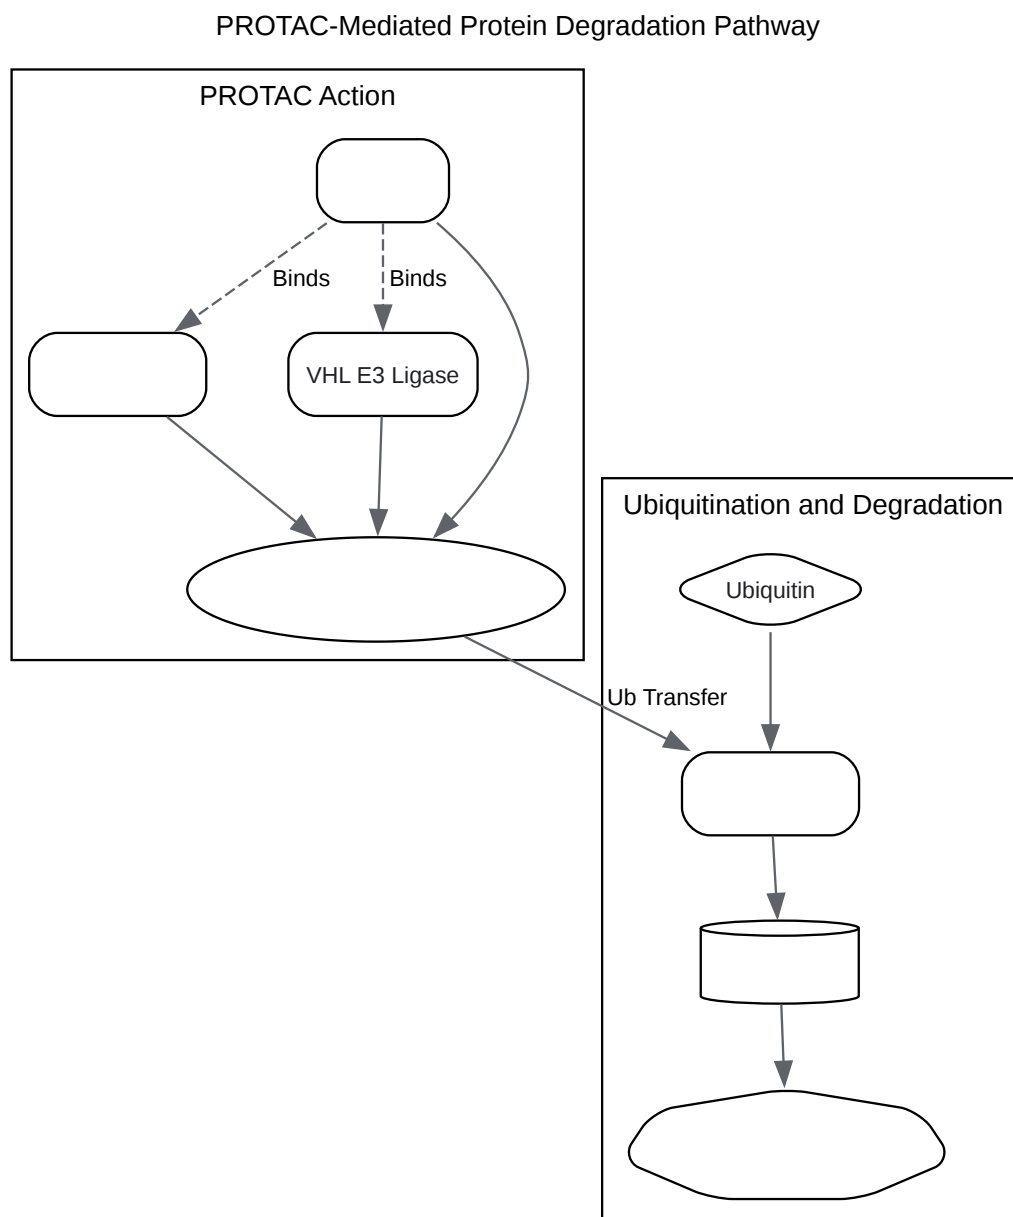 PROTAC-Mediated Protein Degradation Pathway
PROTAC Action
Binds
Binds
VHL E3 Ligase
Ubiquitination and Degradation
Ubiquitin
Ub Transfer